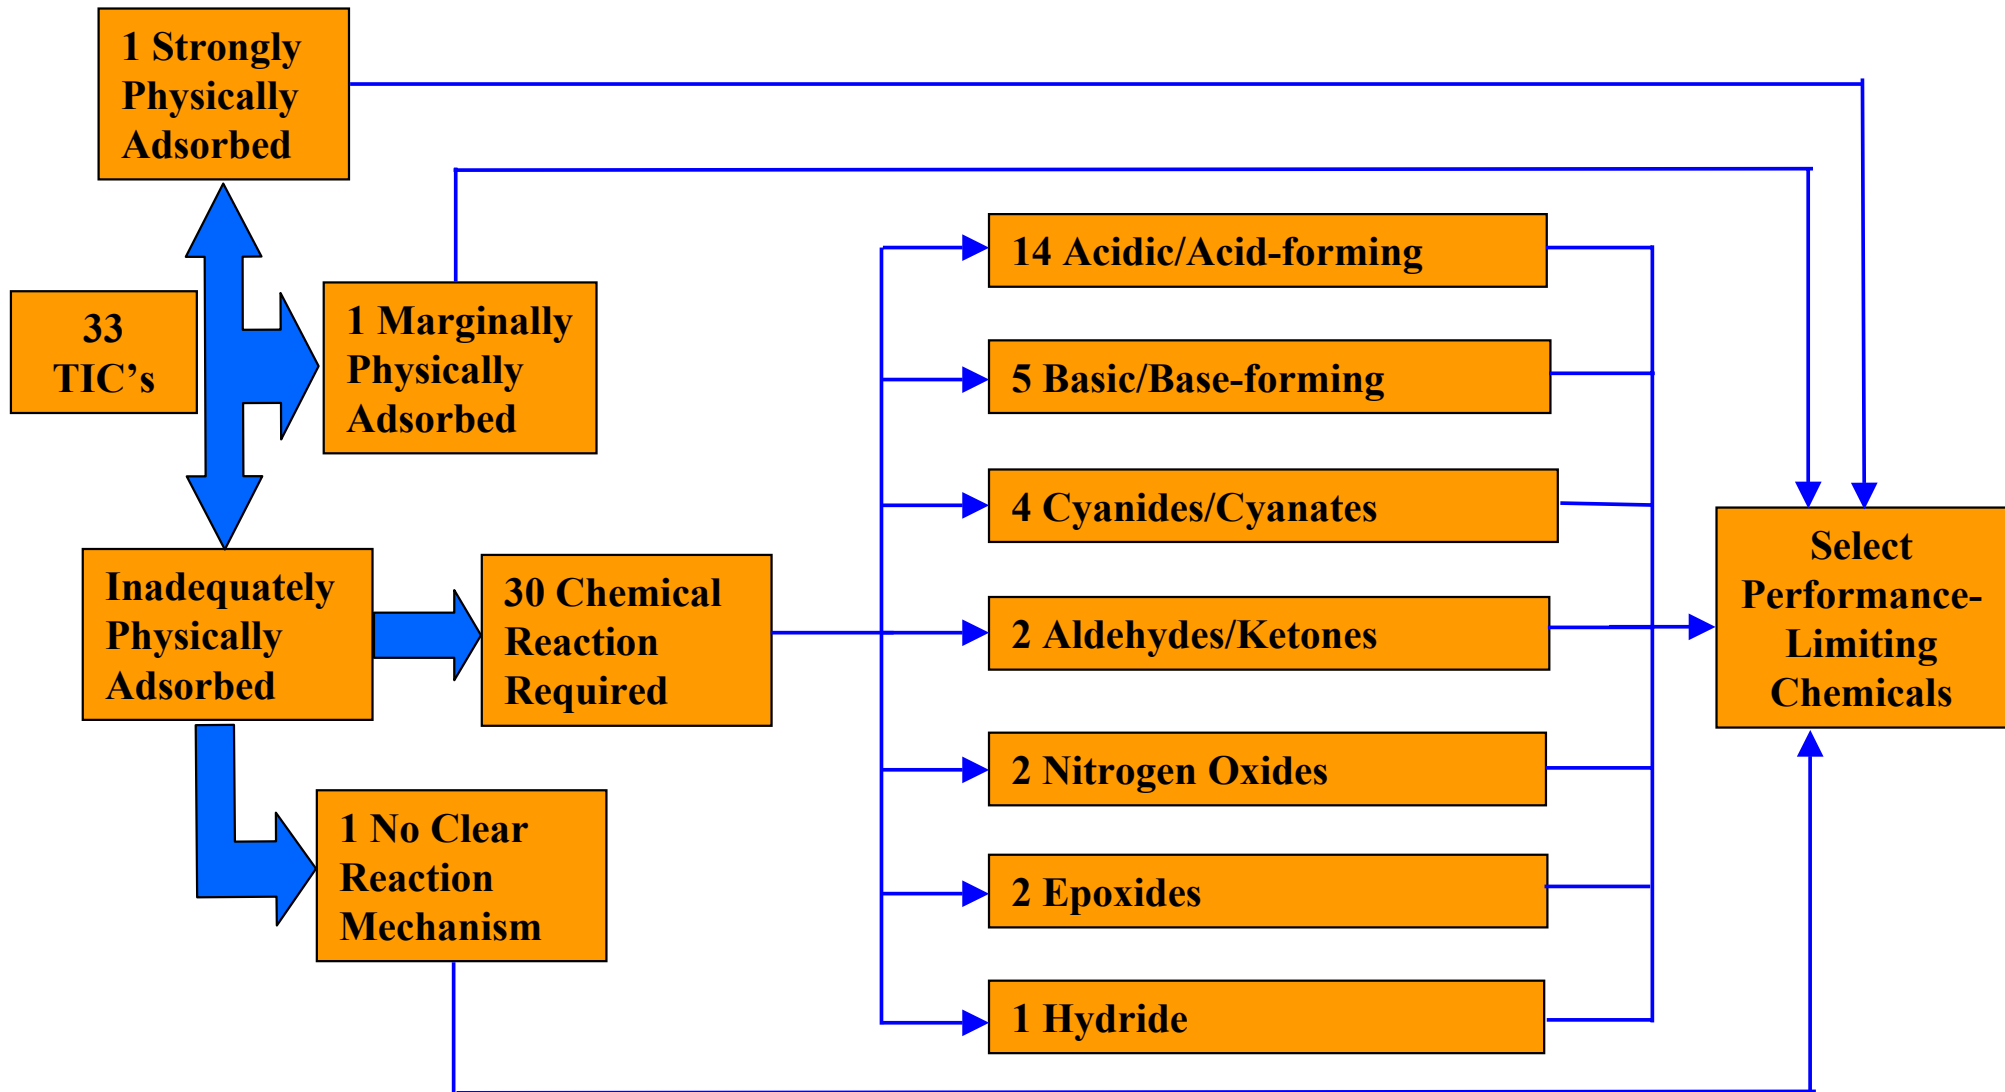 1 Strongly
Physically
Adsorbed
33
TIC’s
1 Marginally
Physically
Adsorbed
Inadequately
Physically
Adsorbed
30 Chemical
Reaction
Required
1 No Clear
Reaction
Mechanism
14 Acidic/Acid-forming
5 Basic/Base-forming
4 Cyanides/Cyanates
2 Aldehydes/Ketones
2 Nitrogen Oxides
2 Epoxides
1 Hydride
Select
Performance-
Limiting
Chemicals